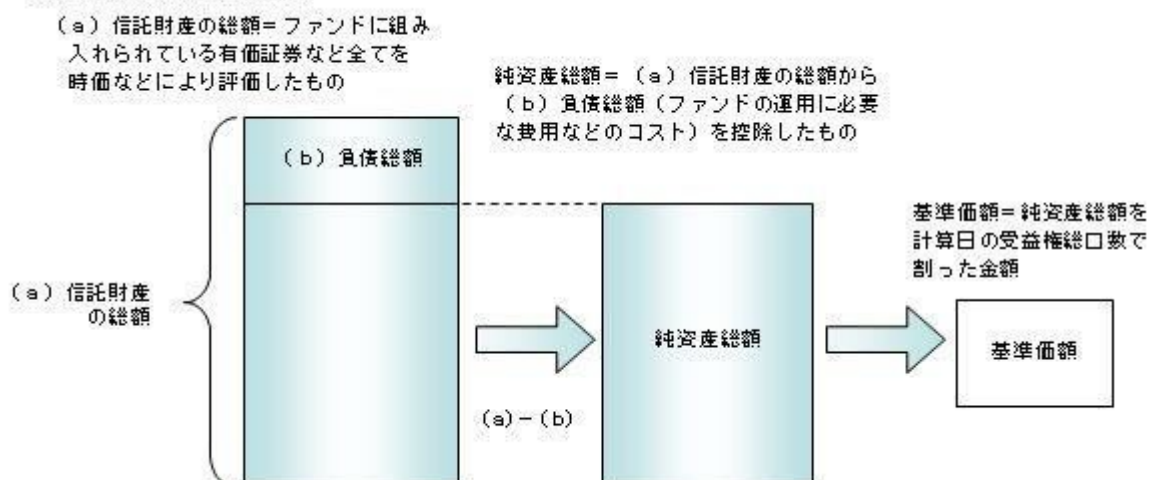 (a)信託財産の総額=ファンドに組み
入れられている有価証券など全てを
時価などにより評価したもの
純資産総額=(a)信託財産の総額から
(b)負債総額(ファンドの運用に必要
な費用などのコスト)を控除したもの
(b)負債総額
基準価額=純資産総額を
計算日の受益権総口数で
割った金額
(a)信託財産
の総額
純資産総額
基準価額
(a)-(b)